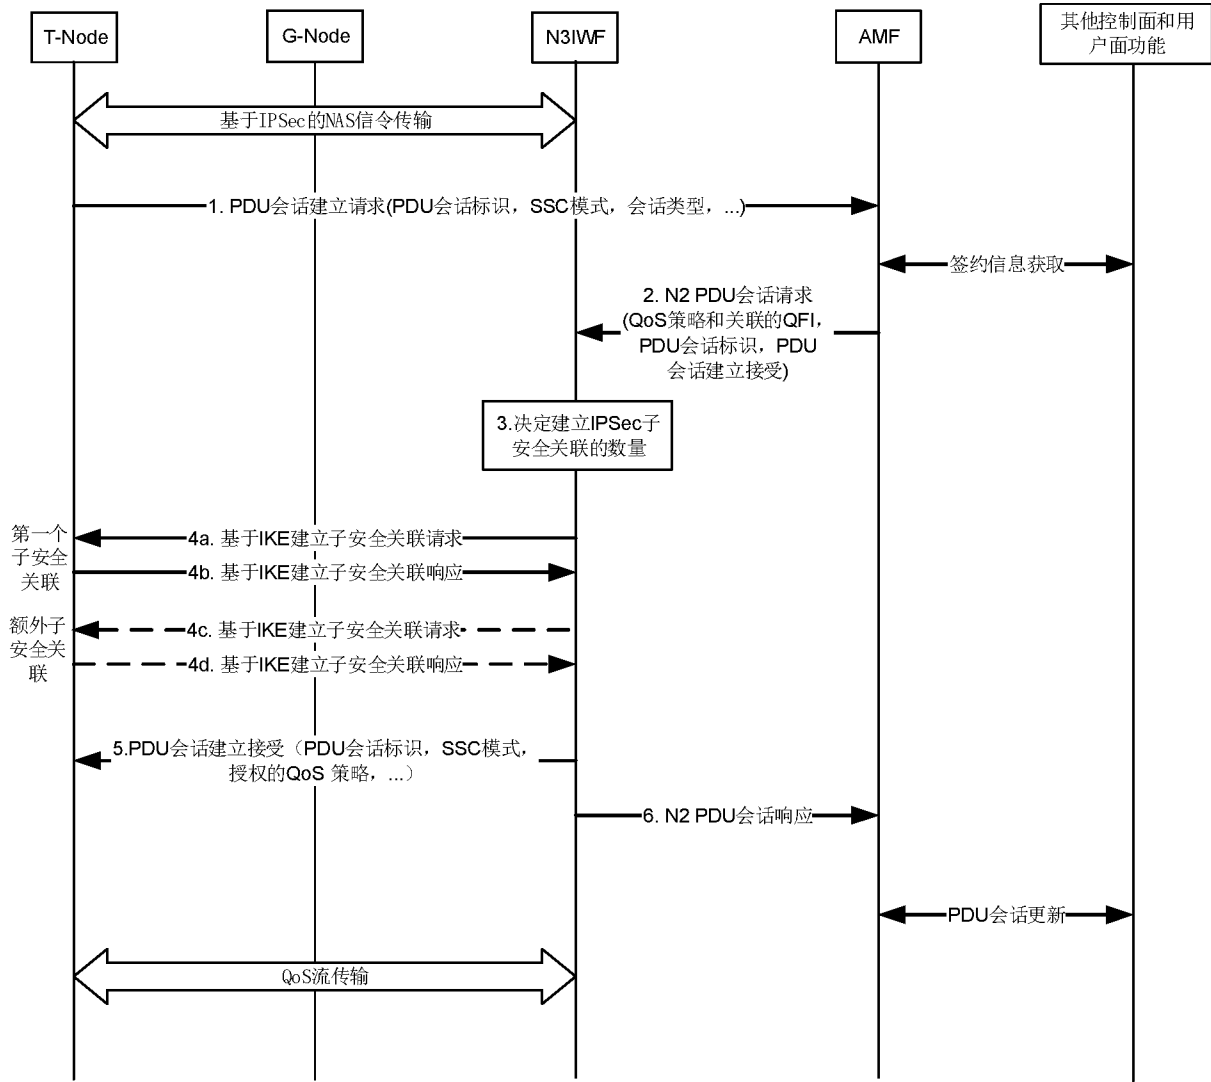 T-Node
G-Node
N3IWF
AMF
其他控制面和用
户面功能
基于IPSec的NAS信令传输
1. PDU会话建立请求(PDU会话标识，SSC模式，会话类型，...)
签约信息获取
2. N2 PDU会话请求
(QoS策略和关联的QFI，
PDU会话标识，PDU
会话建立接受)
3.决定建立IPSec子
安全关联的数量
第一个
子安全
关联
4a. 基于IKE建立子安全关联请求
4b. 基于IKE建立子安全关联响应
额外子
安全关
联
4c. 基于IKE建立子安全关联请求
4d. 基于IKE建立子安全关联响应
5.PDU会话建立接受（PDU会话标识，SSC模式，
授权的QoS 策略，...）
6. N2 PDU会话响应
PDU会话更新
QoS流传输